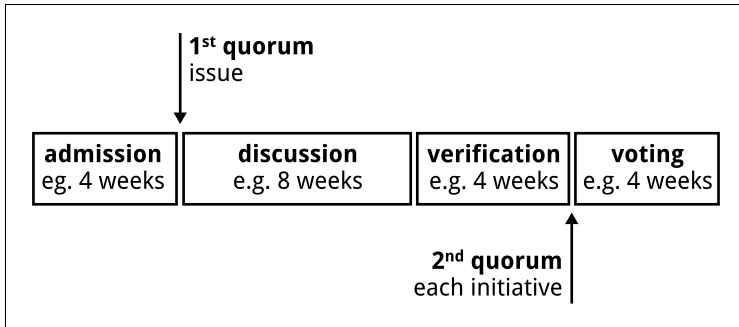 1st quorum
issue
admission
eg. 4 weeks
discussion
e.g. 8 weeks
verification
e.g. 4 weeks
voting
e.g. 4 weeks
2nd quorum
each initiative